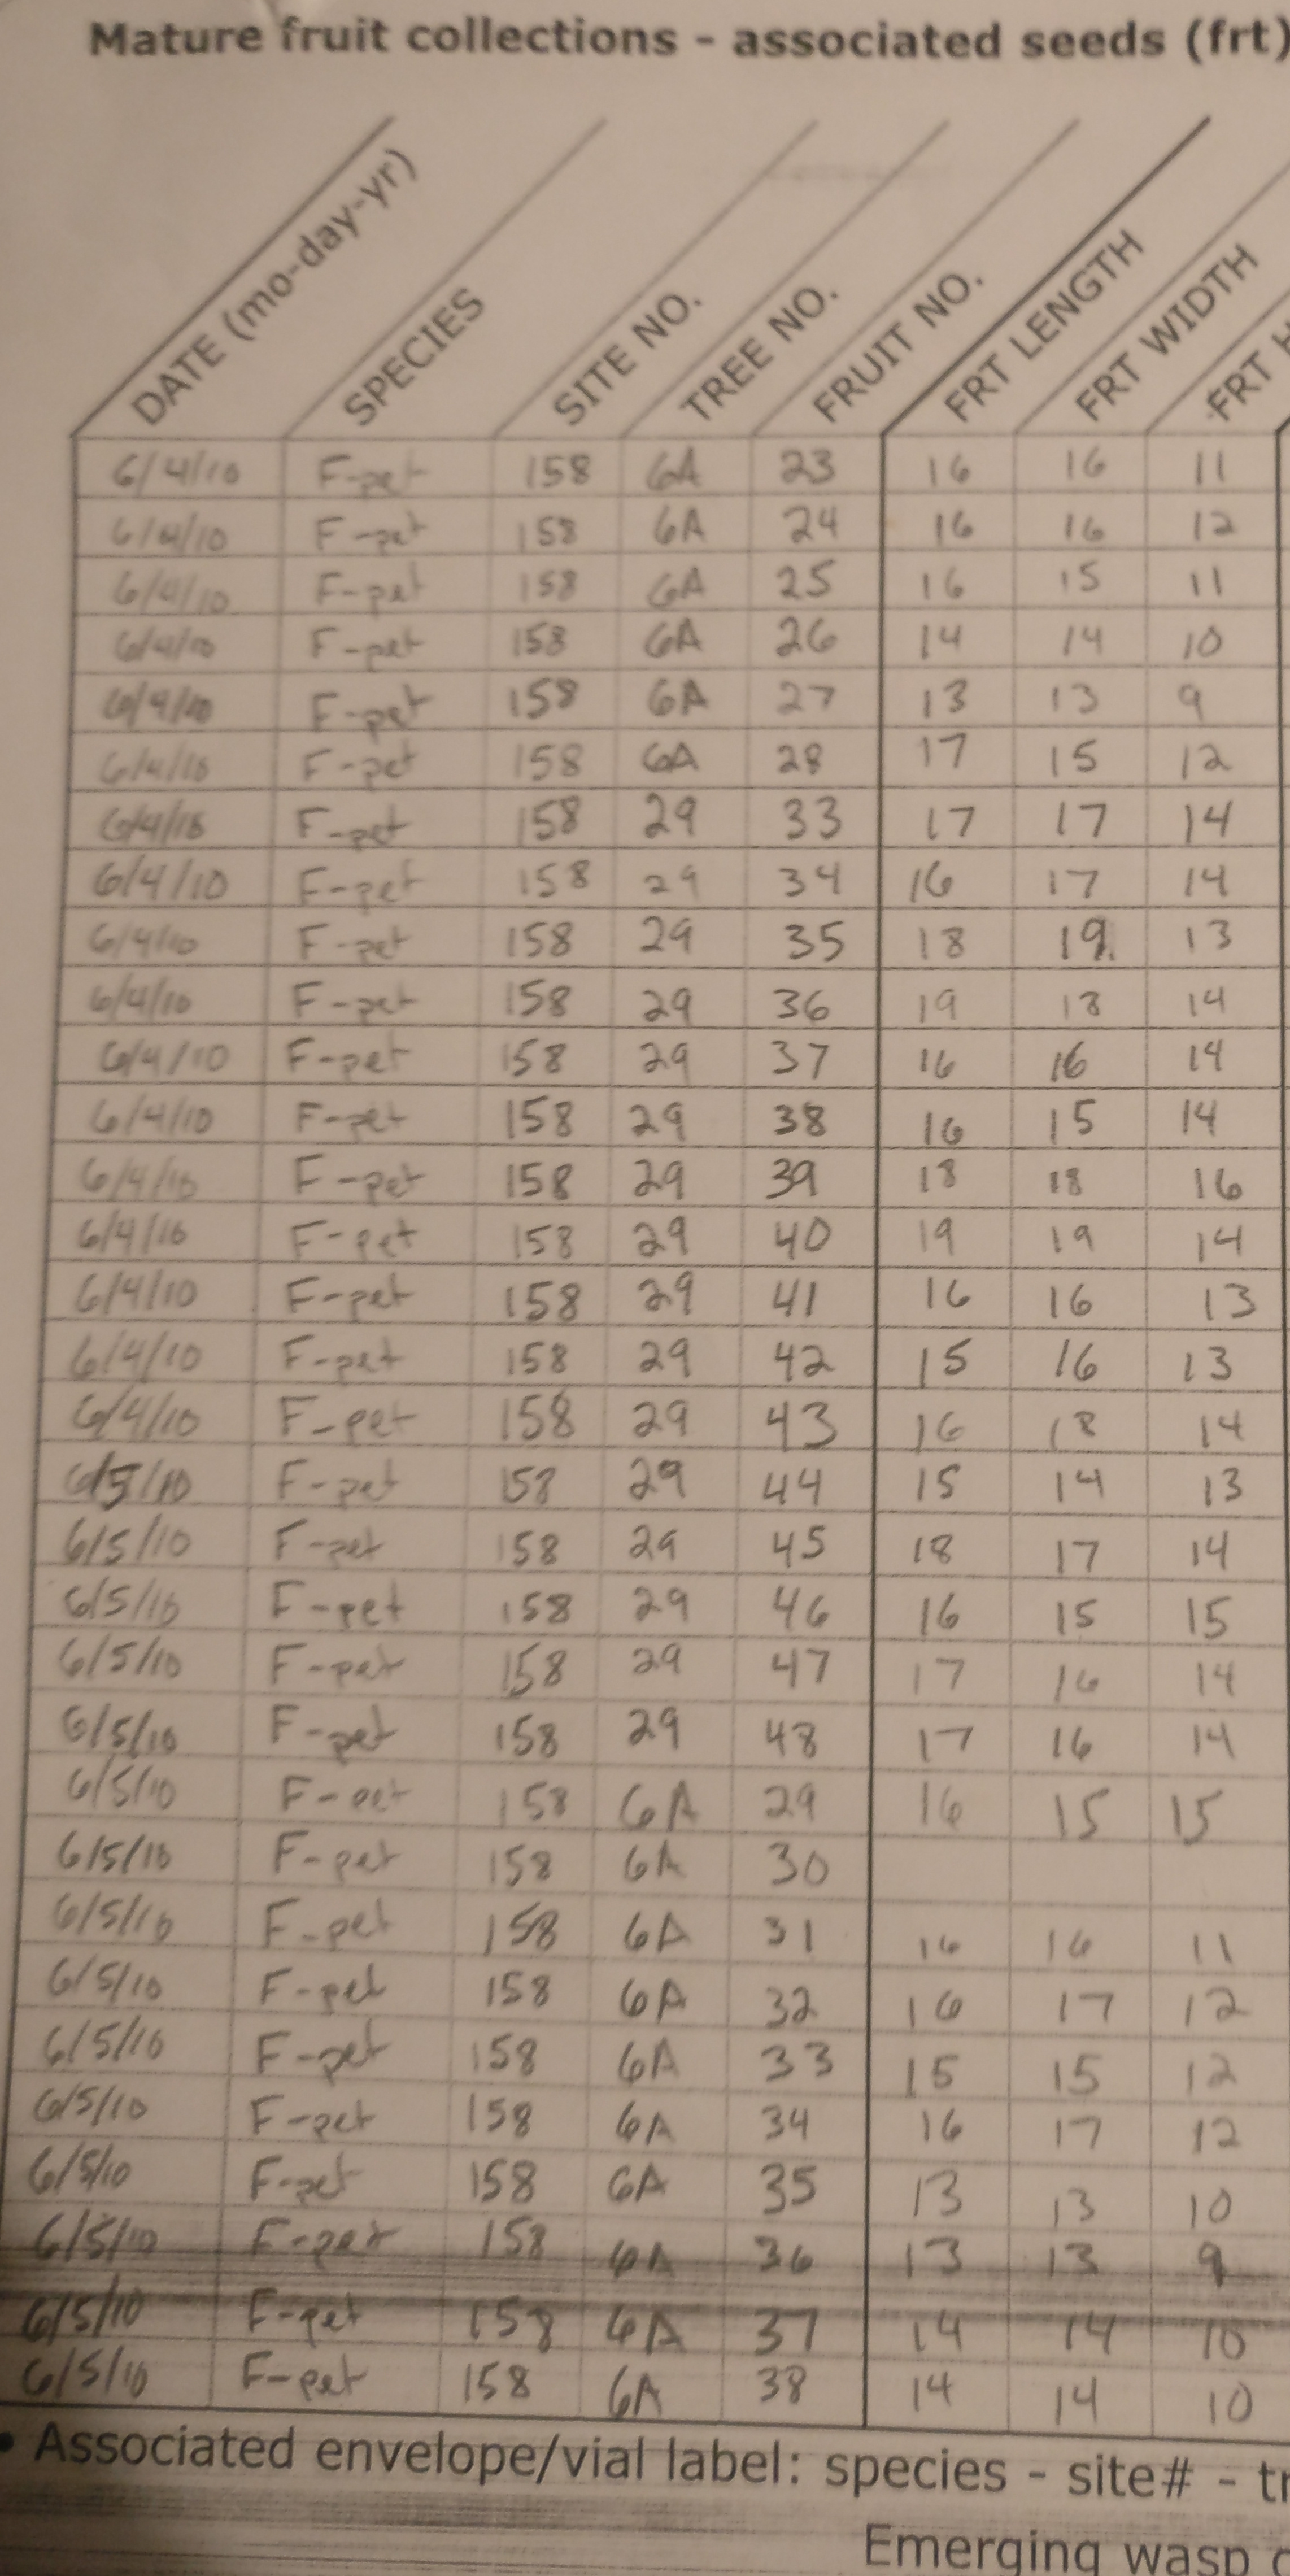 Mature fruit collections - associated seeds (frt)
DATE (mo-day-yr) SPECIES SITE NO. TREE NO. FRUIT NO. FRT LENGTH FRT WIDTH FRT H
6/4/10 F-pet 158 6A 23 16 16 11
6/4/10 F-pet 158 6A 24 16 16 12
6/4/10 F-pet 158 6A 25 16 15 11
6/4/10 F-pet 158 6A 26 14 14 10
6/4/10 F-pet 158 6A 27 13 13 9
6/4/10 F-pet 158 6A 28 17 15 12
6/4/10 F-pet 158 29 33 17 17 14
6/4/10 F-pet 158 29 34 16 17 14
6/4/10 F-pet 158 29 35 18 19 13
6/4/10 F-pet 158 29 36 19 18 14
6/4/10 F-pet 158 29 37 16 16 14
6/4/10 F-pet 158 29 38 16 15 14
6/4/10 F-pet 158 29 39 18 18 16
6/4/10 F-pet 158 29 40 19 19 14
6/4/10 F-pet 158 29 41 16 16 13
6/4/10 F-pet 158 29 42 15 16 13
6/4/10 F-pet 158 29 43 16 18 14
6/5/10 F-pet 158 29 44 15 14 13
6/5/10 F-pet 158 29 45 18 17 14
6/5/10 F-pet 158 29 46 16 15 15
6/5/10 F-pet 158 29 47 17 16 14
6/5/10 F-pet 158 29 48 17 16 14
6/5/10 F-pet 158 6A 29 16 15 15
6/5/10 F-pet 158 6A 30
6/5/10 F-pet 158 6A 31 16 16 11
6/5/10 F-pet 158 6A 32 16 17 12
6/5/10 F-pet 158 6A 33 15 15 12
6/5/10 F-pet 158 6A 34 16 17 12
6/5/10 F-pet 158 6A 35 13 13 10
6/5/10 F-pet 158 6A 36 13 13 9
6/5/10 F-pet 158 6A 37 14 14 10
6/5/10 F-pet 158 6A 38 14 14 10
• Associated envelope/vial label: species - site# - tr
Emerging wasp c